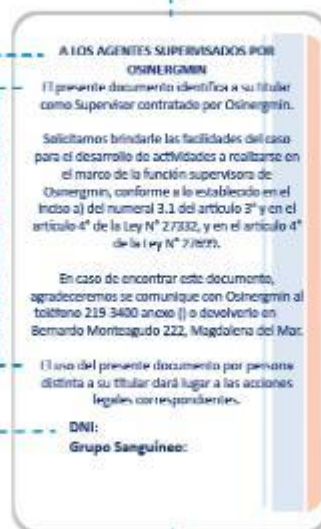 A LOS AGENTES SUPERVISADOS POR
OSINERGMIN
El presente documento identifica a su titular
como Supervisor contratado por Osinergmin.
Solicitamos brindarle las facilidades del caso
para el desarrollo de actividades a realizarse en
el marco de la función supervisora de
Osinergmin, conforme a lo establecido en el
inciso a) del numeral 3.1 del artículo 3° y en el
artículo 4° de la Ley N° 27332, y en el artículo 4°
de la Ley N° 27699.
En caso de encontrar este documento,
agradeceremos se comunique con Osinergmin al
teléfono 219 3400 anexo () o devolverlo en
Bernardo Monteagudo 222, Magdalena del Mar.
El uso del presente documento por persona
distinta a su titular dará lugar a las acciones
legales correspondientes.
DNI:
Grupo Sanguíneo: